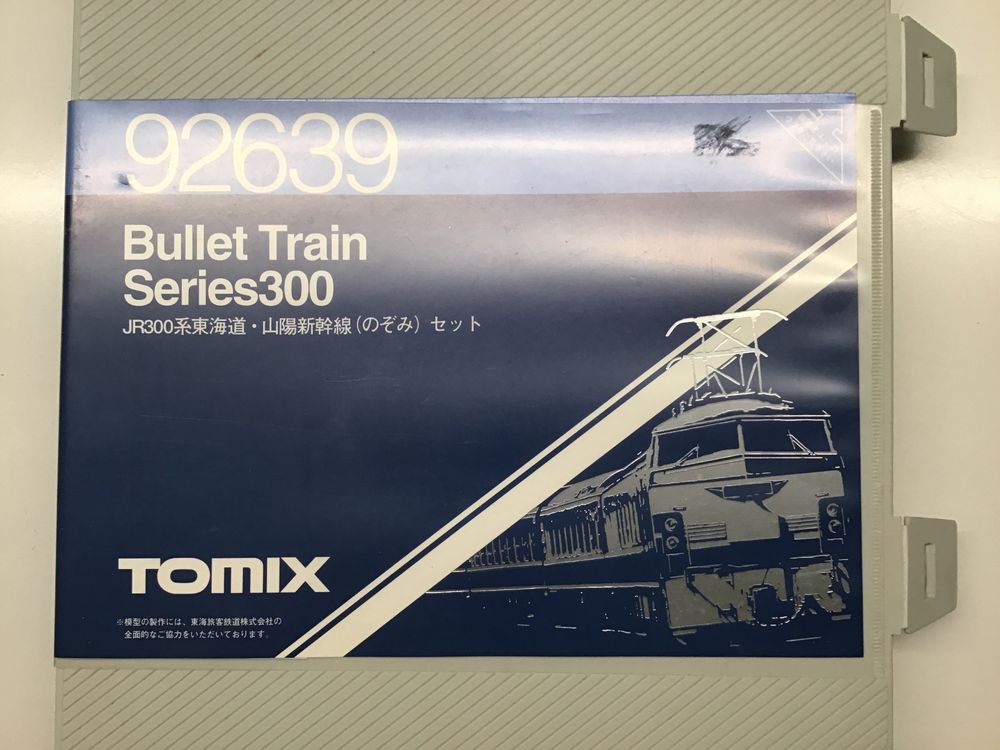 92639
Bullet Train
Series300
JR300系東海道・山陽新幹線(のぞみ) セット
TOMIX
※模型の製作には、東海旅客鉄道株式会社の
全面的なご協力をいただいております。